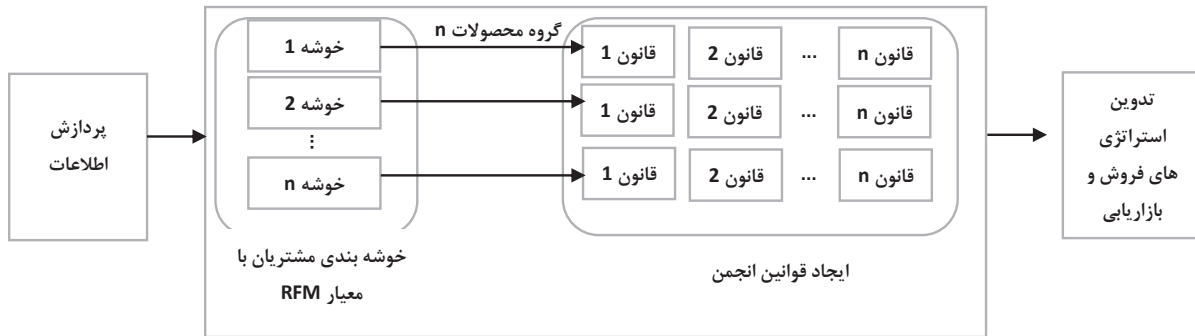 پردازش
اطلاعات
خوشه 1
خوشه 2
...
خوشه n
خوشه بندی مشتریان با
معیار RFM
گروه محصولات n
قانون 1
قانون 2
...
قانون n
قانون 1
قانون 2
...
قانون n
قانون 1
قانون 2
...
قانون n
ایجاد قوانین انجمن
تدوین
استراتژی
های فروش و
بازاریابی